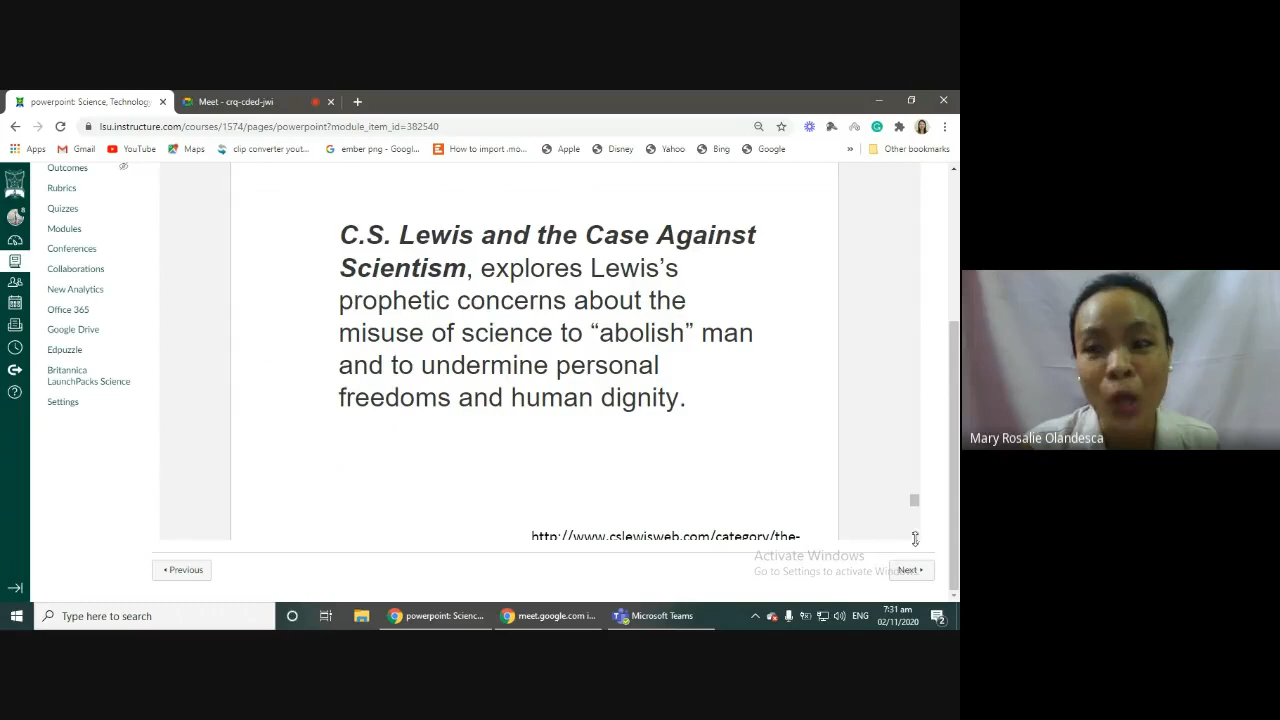 powerpoint: Science, Technology
Meet - crq-cded-jwi
lsu.instructure.com/courses/1574/pages/powerpoint?module_item_id=382540
Apps
Gmail
YouTube
Maps
clip converter yout...
ember png - Googl...
How to import .mo...
Apple
Disney
Yahoo
Bing
Google
»
Other bookmarks
Outcomes
Rubrics
Quizzes
Modules
Conferences
Collaborations
New Analytics
Office 365
Google Drive
Edpuzzle
Britannica
LaunchPacks Science
Settings
C.S. Lewis and the Case Against
Scientism, explores Lewis’s
prophetic concerns about the
misuse of science to “abolish” man
and to undermine personal
freedoms and human dignity.
http://www.cslewisweb.com/category/the-
Activate Windows
Go to Settings to activate Windows.
Previous
Next
Mary Rosalie Olandesca
Type here to search
powerpoint: Scienc...
meet.google.com i...
Microsoft Teams
ENG
7:31 am
02/11/2020
2